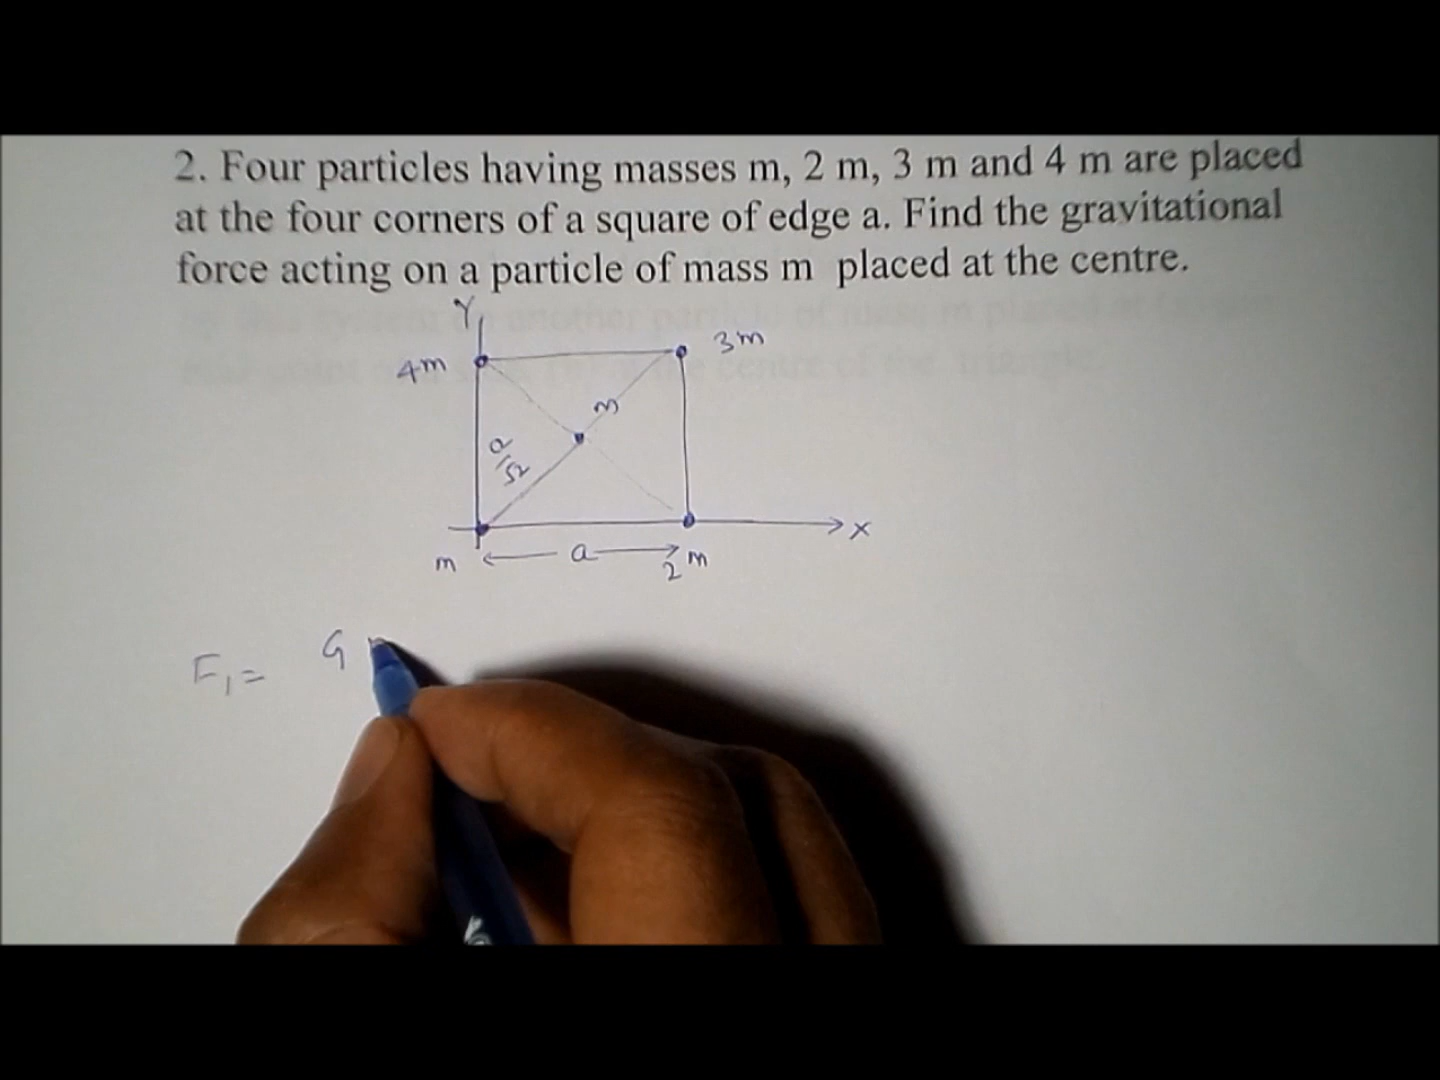 2. Four particles having masses m, 2 m, 3 m and 4 m are placed
at the four corners of a square of edge a. Find the gravitational
force acting on a particle of mass m placed at the centre.
Y
4m
3m
m
a/√2
X
m
a
2m
F₁ = G